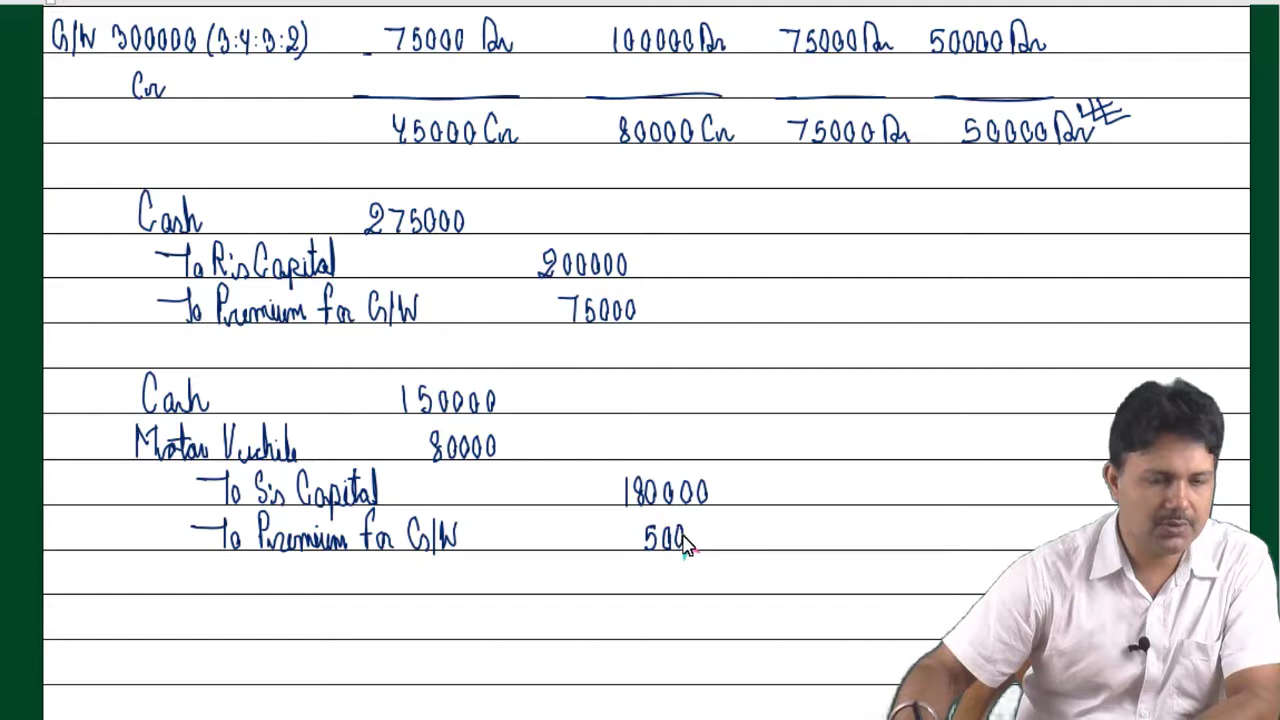 G/W 300000 (3:4:3:2) 75000 Dr 100000 Dr 75000 Dr 50000 Dr
Cr
45000 Cr 80000 Cr 75000 Dr 50000 Dr
Cash 275000
To R's Capital 200000
To Premium for G/W 75000
Cash 150000
Motar Vechile 80000
To S's Capital 180000
To Premium for G/W 500